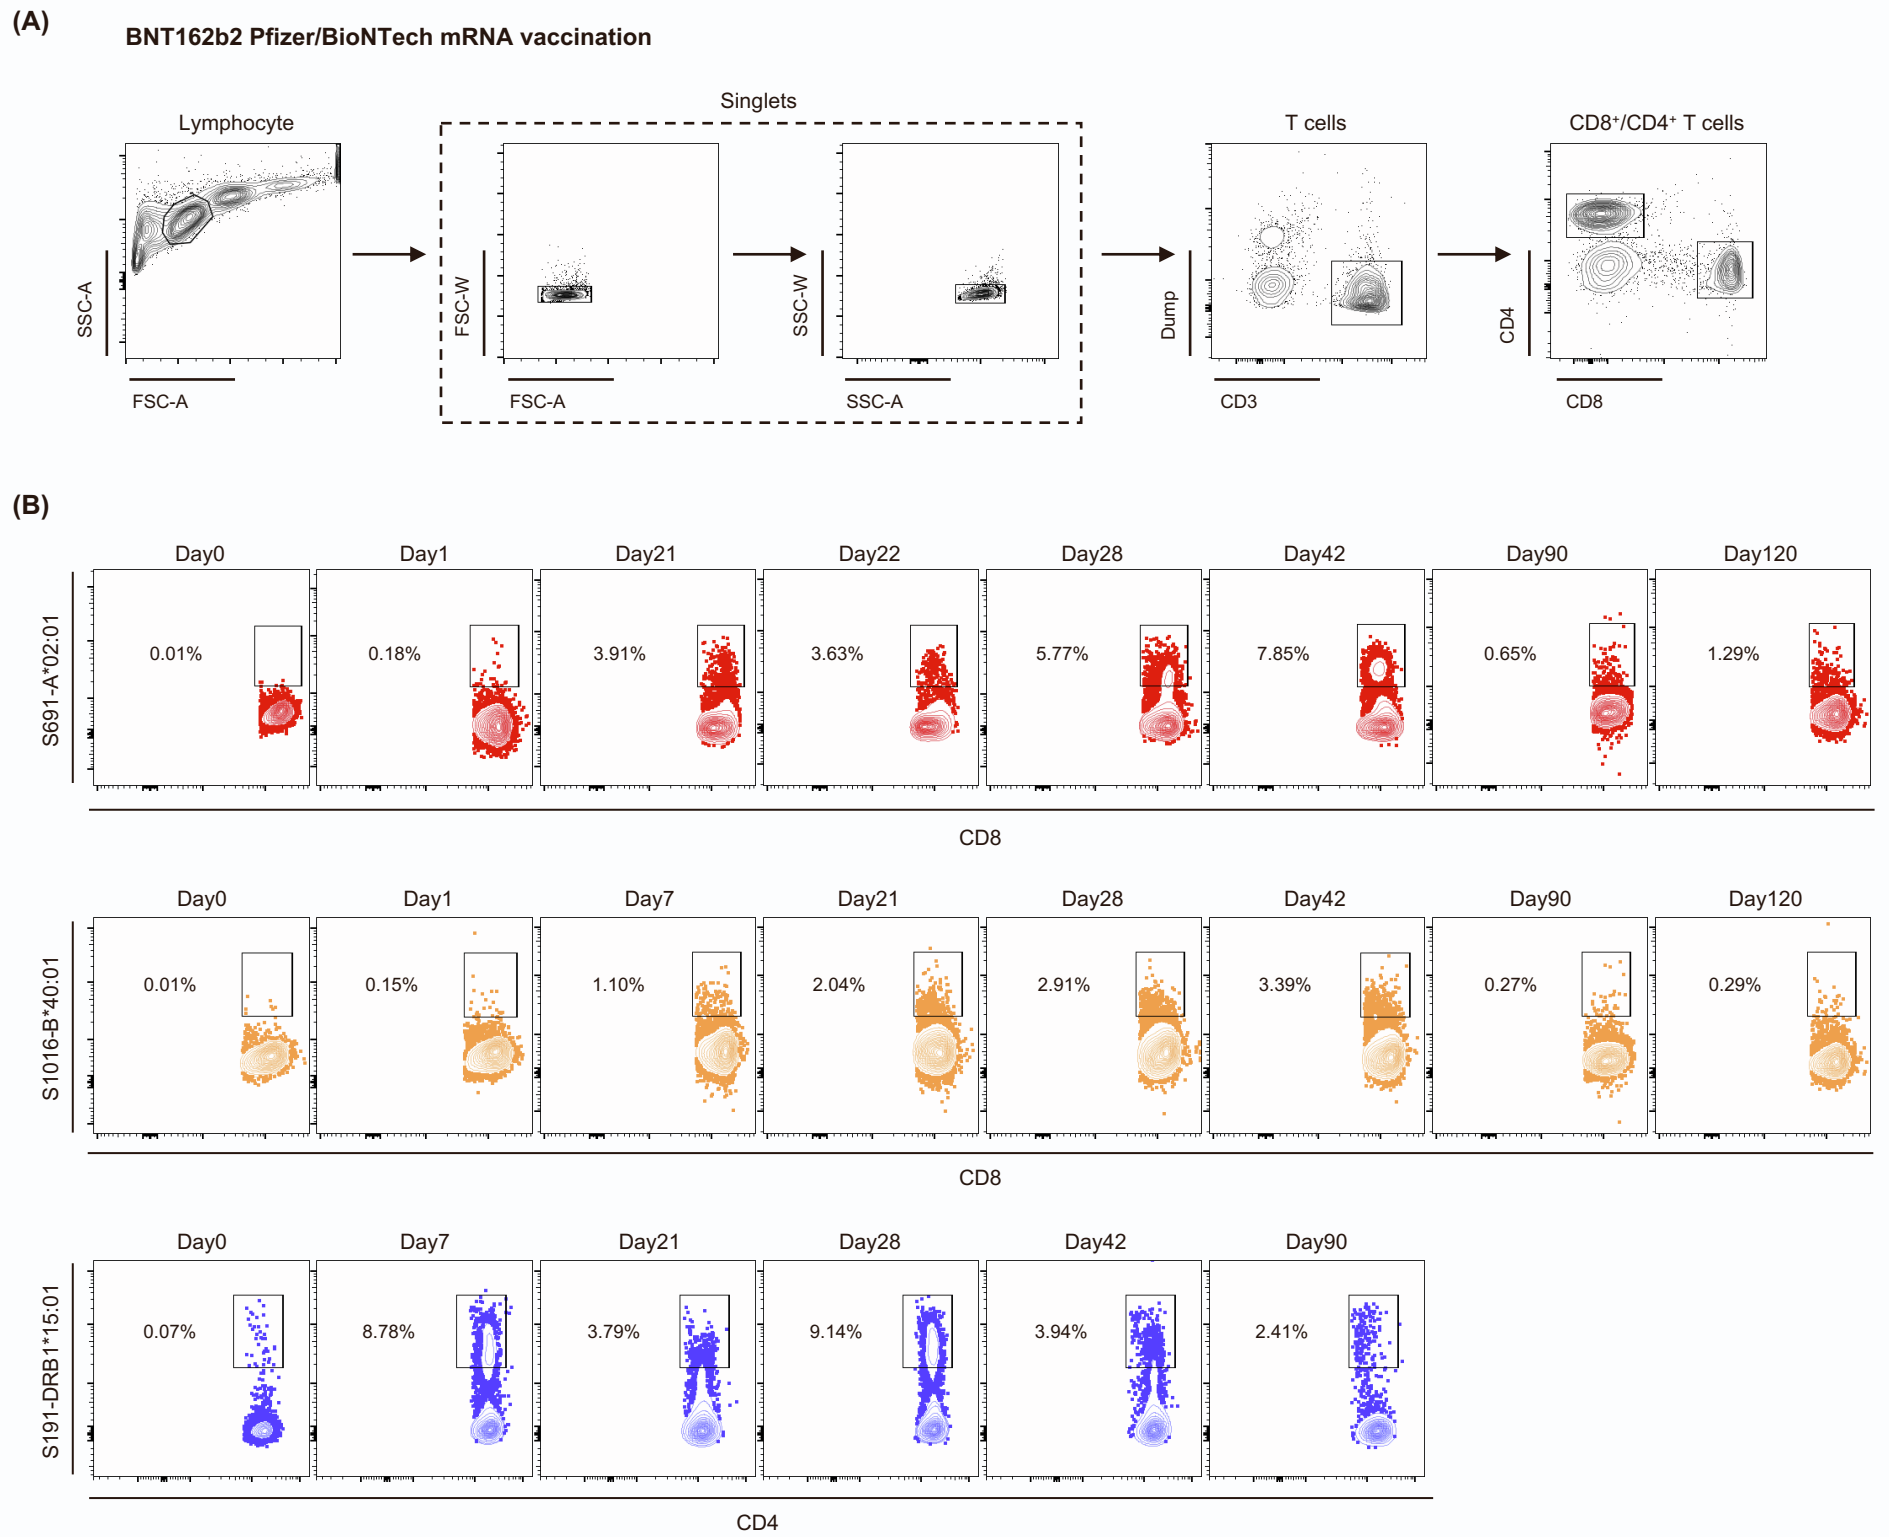 (A)
BNT162b2 Pfizer/BioNTech mRNA vaccination
Singlets
Lymphocyte
T cells
CD8⁺/CD4⁺ T cells
SSC-A
FSC-A
FSC-W
FSC-A
SSC-W
SSC-A
Dump
CD3
CD4
CD8
(B)
Day0 Day1 Day21 Day22 Day28 Day42 Day90 Day120
S691-A*02:01
0.01% 0.18% 3.91% 3.63% 5.77% 7.85% 0.65% 1.29%
CD8
Day0 Day1 Day7 Day21 Day28 Day42 Day90 Day120
S1016-B*40:01
0.01% 0.15% 1.10% 2.04% 2.91% 3.39% 0.27% 0.29%
CD8
Day0 Day7 Day21 Day28 Day42 Day90
S191-DRB1*15:01
0.07% 8.78% 3.79% 9.14% 3.94% 2.41%
CD4